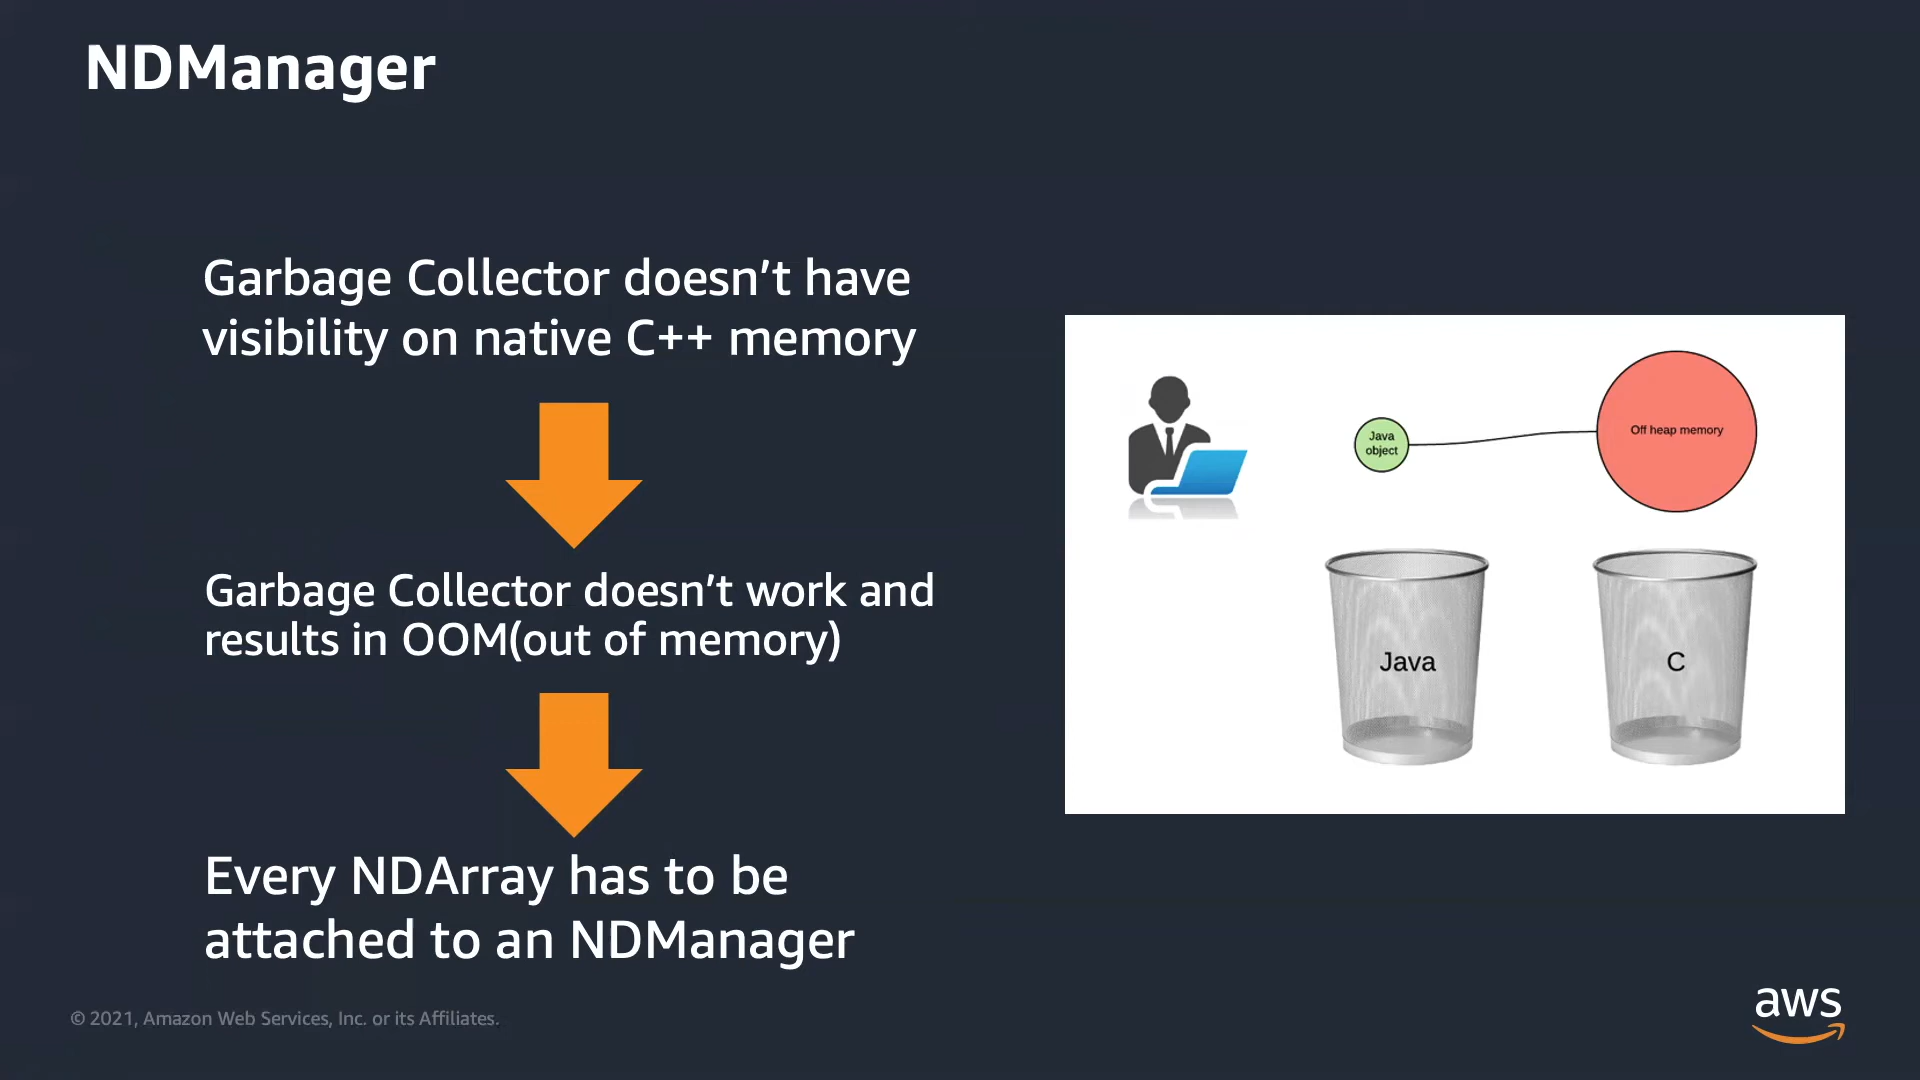 NDManager
Garbage Collector doesn’t have
visibility on native C++ memory
Garbage Collector doesn’t work and
results in OOM(out of memory)
Every NDArray has to be
attached to an NDManager
Java
object
Off heap memory
Java
C
© 2021, Amazon Web Services, Inc. or its Affiliates.
aws